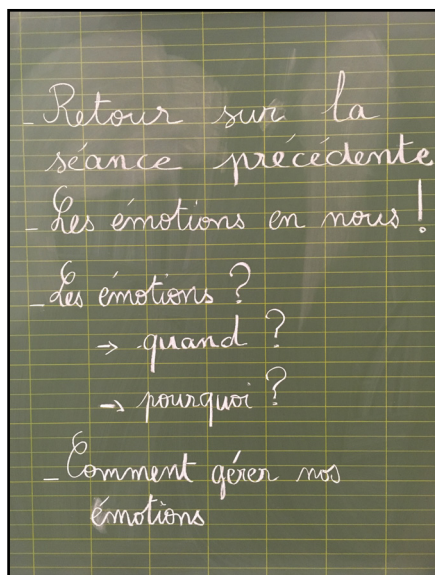 - Retour sur la
séance précédente
- Les émotions en nous !
- Les émotions ?
→ quand ?
→ pourquoi ?
- Comment gérer nos
émotions